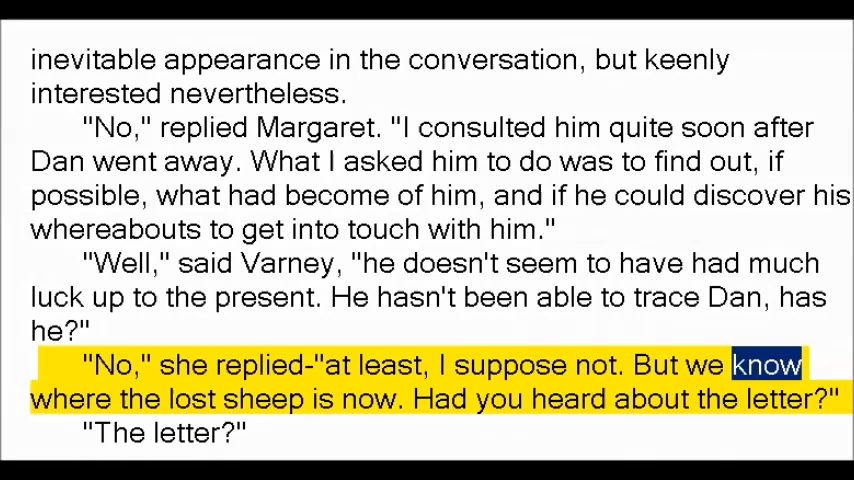 inevitable appearance in the conversation, but keenly
interested nevertheless.
"No," replied Margaret. "I consulted him quite soon after
Dan went away. What I asked him to do was to find out, if
possible, what had become of him, and if he could discover his
whereabouts to get into touch with him."
"Well," said Varney, "he doesn't seem to have had much
luck up to the present. He hasn't been able to trace Dan, has
he?"
"No," she replied-"at least, I suppose not. But we know
where the lost sheep is now. Had you heard about the letter?"
"The letter?"